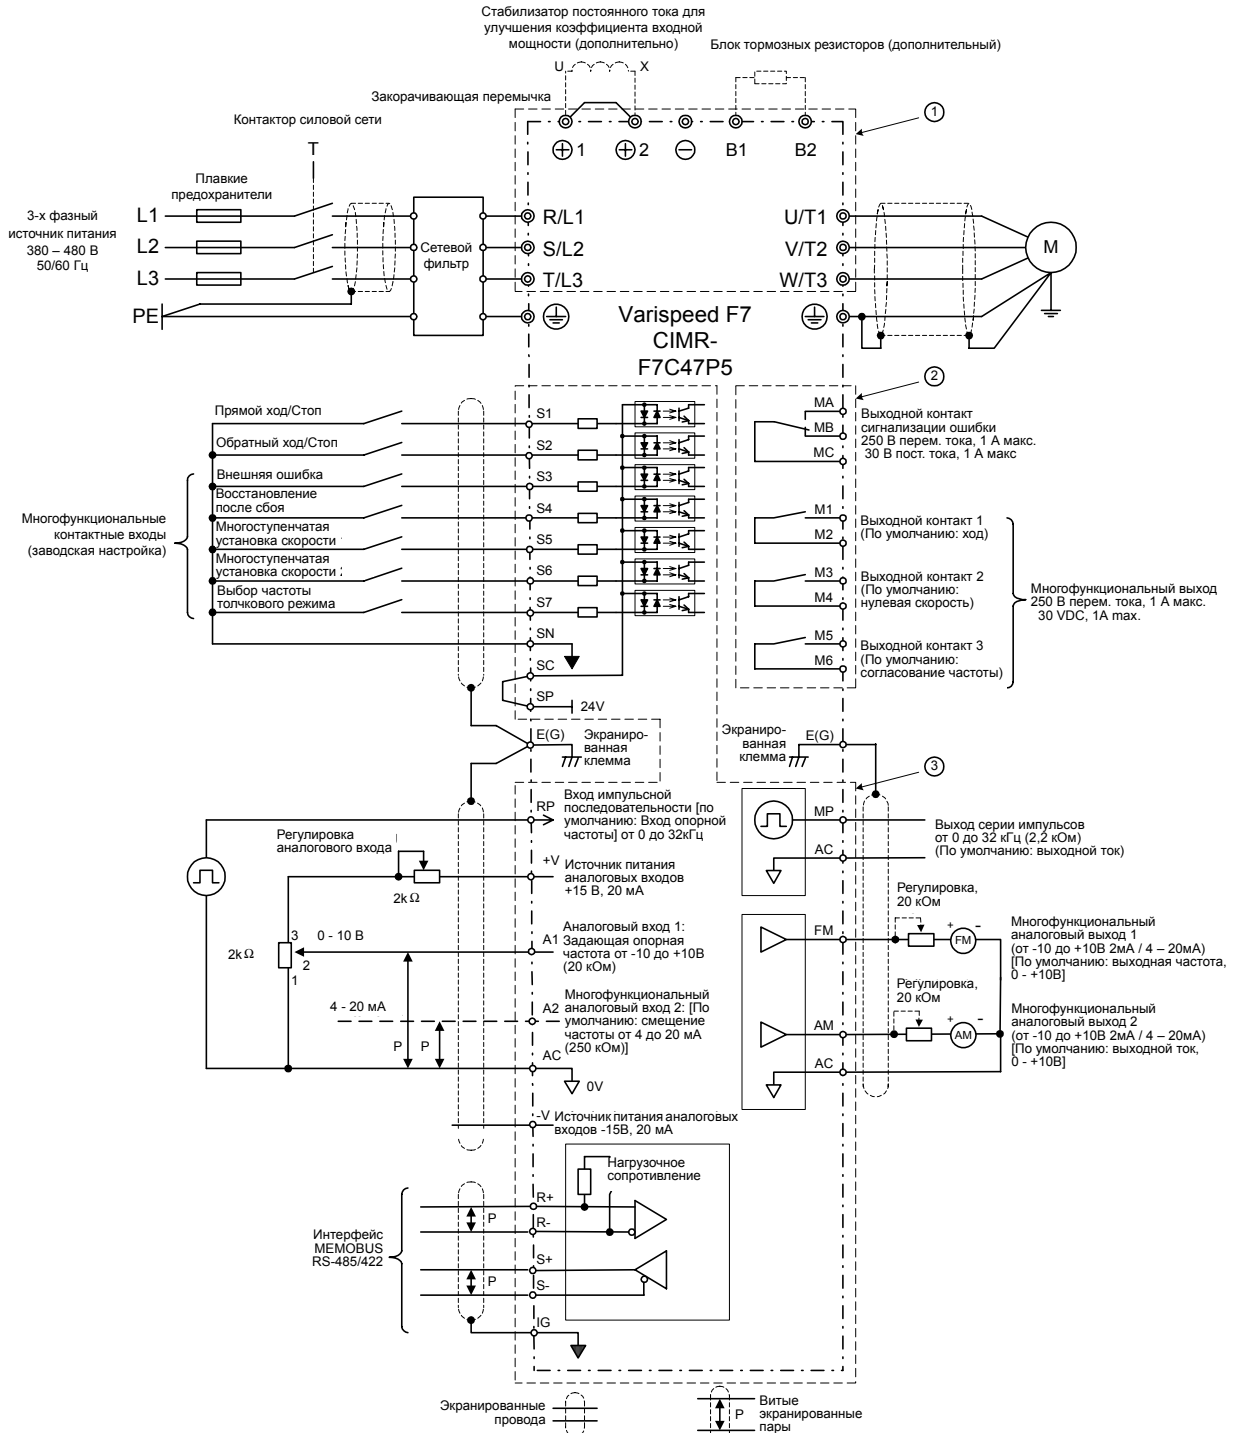 Стабилизатор постоянного тока для
улучшения коэффициента входной
мощности (дополнительно)
Блок тормозных резисторов (дополнительный)
U
X
Закорачивающая перемычка
Контактор силовой сети
1
T
1
2
B1
B2
Плавкие
предохранители
3-х фазный
источник питания
380 – 480 В
50/60 Гц
L1
L2
L3
PE
Сетевой
фильтр
R/L1
S/L2
T/L3
U/T1
V/T2
W/T3
M
Varispeed F7
CIMR-
F7C47P5
2
Прямой ход/Стоп
Обратный ход/Стоп
Внешняя ошибка
Восстановление
после сбоя
Многоступенчатая
установка скорости
Многоступенчатая
установка скорости 2
Выбор частоты
толчкового режима
Многофункциональные
контактные входы
(заводская настройка)
S1
S2
S3
S4
S5
S6
S7
SN
SC
SP
24V
E(G)
Экраниро-
ванная
клемма
MA
MB
MC
Выходной контакт
сигнализации ошибки
250 В перем. тока, 1 А макс.
30 В пост. тока, 1 А макс
M1
M2
Выходной контакт 1
(По умолчанию: ход)
M3
M4
Выходной контакт 2
(По умолчанию:
нулевая скорость)
M5
M6
Выходной контакт 3
(По умолчанию:
согласование частоты)
Многофункциональный выход
250 В перем. тока, 1 А макс.
30 VDC, 1A max.
Экраниро-
ванная
клемма
E(G)
3
RP
Вход импульсной
последовательности [по
умолчанию: Вход опорной
частоты] от 0 до 32кГц
Регулировка
аналогового входа
2kΩ
+V
Источник питания
аналоговых входов
+15 В, 20 мА
2kΩ
3
2
1
0 - 10 В
A1
Аналоговый вход 1:
Задающая опорная
частота от -10 до +10В
(20 кОм)
4 - 20 мА
P
P
A2
Многофункциональный
аналоговый вход 2: [По
умолчанию: смещение
частоты от 4 до 20 мА
(250 кОм)]
AC
0V
-V
Источник питания аналоговых
входов -15В, 20 мА
MP
AC
Выход серии импульсов
от 0 до 32 кГц (2,2 кОм)
(По умолчанию: выходной ток)
Регулировка,
20 кОм
FM
+
-
FM
Многофункциональный
аналоговый выход 1
(от -10 до +10В 2мА / 4 – 20мА)
[По умолчанию: выходная частота,
0 - +10В]
Регулировка,
20 кОм
AM
+
-
AM
AC
Многофункциональный
аналоговый выход 2
(от -10 до +10В 2мА / 4 – 20мА)
[По умолчанию: выходной ток,
0 - +10В]
Нагрузочное
сопротивление
Интерфейс
MEMOBUS
RS-485/422
P
P
R+
R-
S+
S-
IG
Экранированные
провода
P
Витые
экранированные
пары